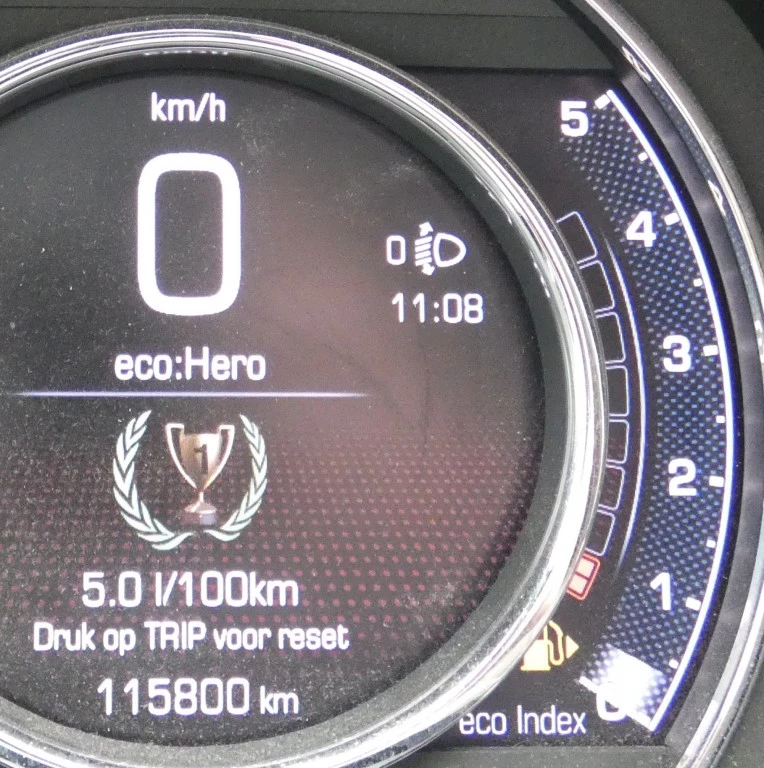 km/h
0
0
11:08
eco:Hero
1
5.0 l/100km
Druk op TRIP voor reset
115800 km
5
4
3
2
1
0
eco Index